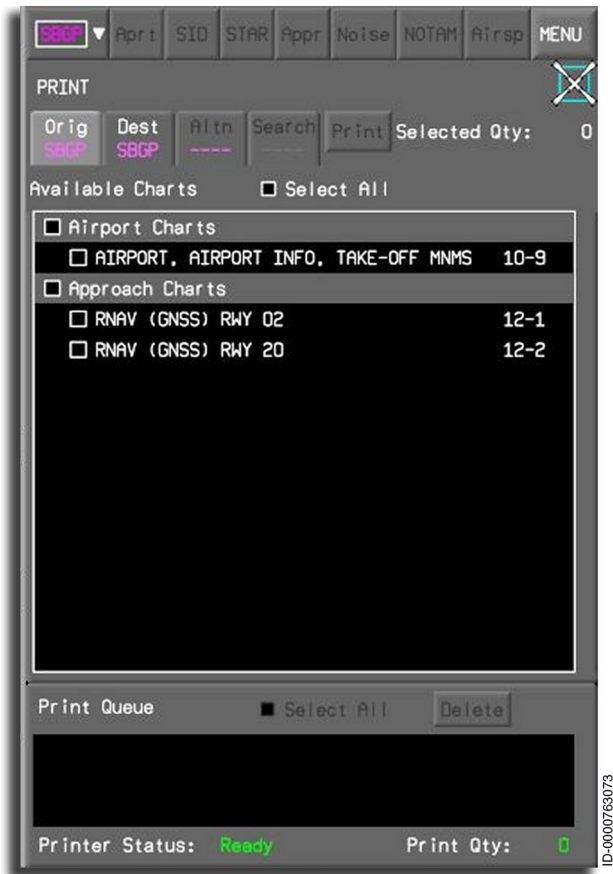 SBGP Aprt SID STAR Appr Noise NOTAM Airsp MENU
PRINT
Orig Dest Altn Search Print Selected Qty: 0
SBGP SBGP ---- ----
Available Charts Select All
Airport Charts
AIRPORT, AIRPORT INFO, TAKE-OFF MNMS 10-9
Approach Charts
RNAV (GNSS) RWY 02 12-1
RNAV (GNSS) RWY 20 12-2
Print Queue Select All Delete
Printer Status: Ready Print Qty: 0
ID-0000763073